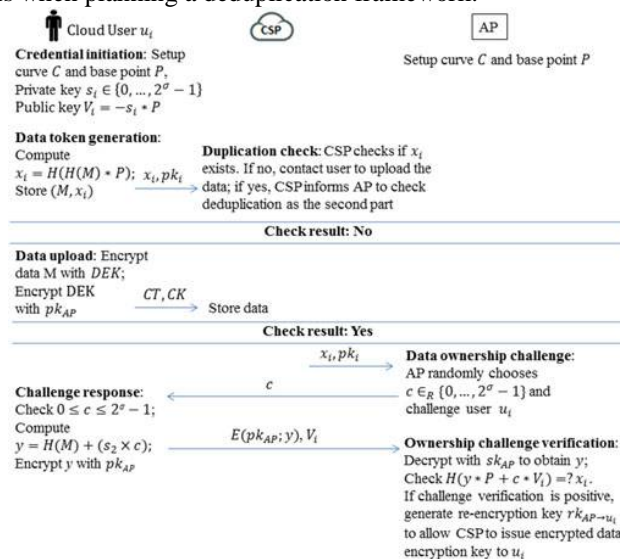 s when planning a deduplication framework.
Cloud User u_i
CSP
AP
Credential initiation: Setup
curve C and base point P,
Private key s_i ∈ {0, ..., 2^σ − 1}
Public key V_i = −s_i * P
Setup curve C and base point P
Data token generation:
Compute
x_i = H(H(M) * P); x_i, pk_i
Store (M, x_i)
Duplication check: CSP checks if x_i
exists. If no, contact user to upload the
data; if yes, CSP informs AP to check
deduplication as the second part
Check result: No
Data upload: Encrypt
data M with DEK;
Encrypt DEK
with pk_AP
CT, CK
Store data
Check result: Yes
x_i, pk_i
Data ownership challenge:
AP randomly chooses
c ∈_R {0, ..., 2^σ − 1} and
challenge user u_i
c
Challenge response:
Check 0 ≤ c ≤ 2^σ − 1;
Compute
y = H(M) + (s_2 × c);
Encrypt y with pk_AP
E(pk_AP; y), V_i
Ownership challenge verification:
Decrypt with sk_AP to obtain y;
Check H(y * P + c * V_i) =? x_i.
If challenge verification is positive,
generate re-encryption key rk_AP→u_i
to allow CSP to issue encrypted data
encryption key to u_i